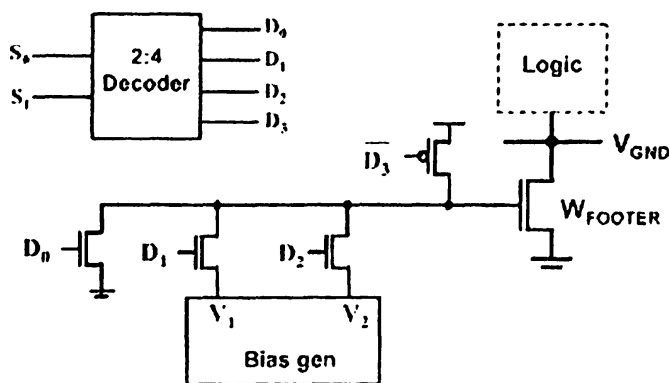 S0
S1
2:4
Decoder
D0
D1
D2
D3
Logic
VGND
D̅3
WFOOTER
D0
D1
D2
V1
V2
Bias gen